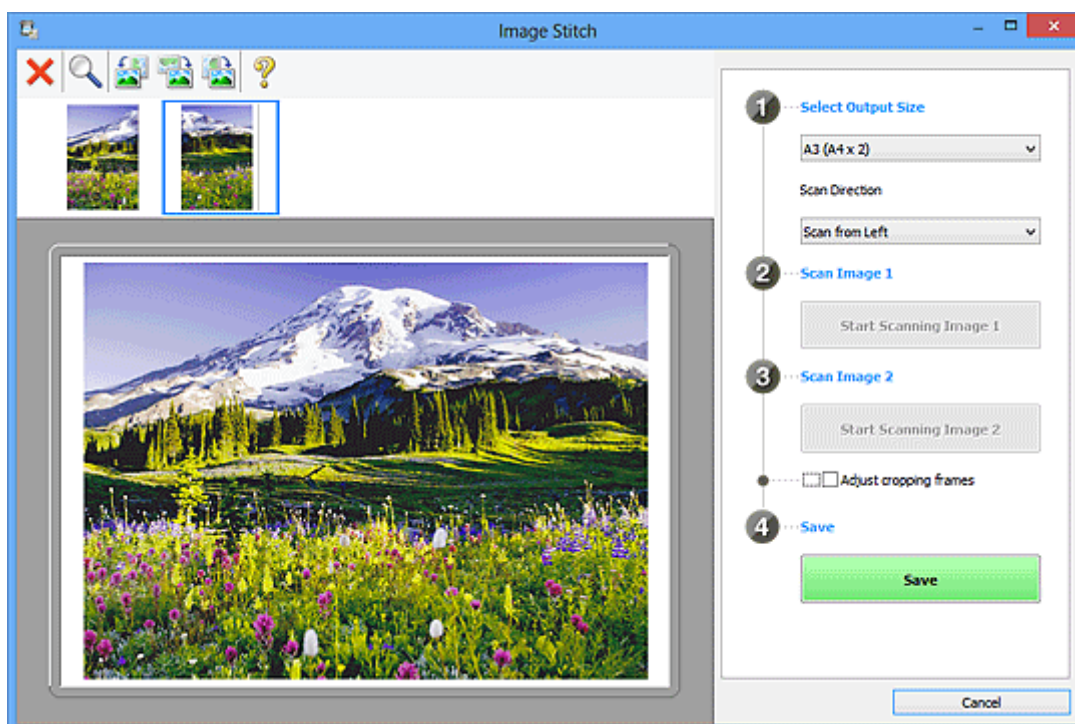 Image Stitch
1
Select Output Size
A3 (A4 x 2)
Scan Direction
Scan from Left
2
Scan Image 1
Start Scanning Image 1
3
Scan Image 2
Start Scanning Image 2
Adjust cropping frames
4
Save
Save
Cancel